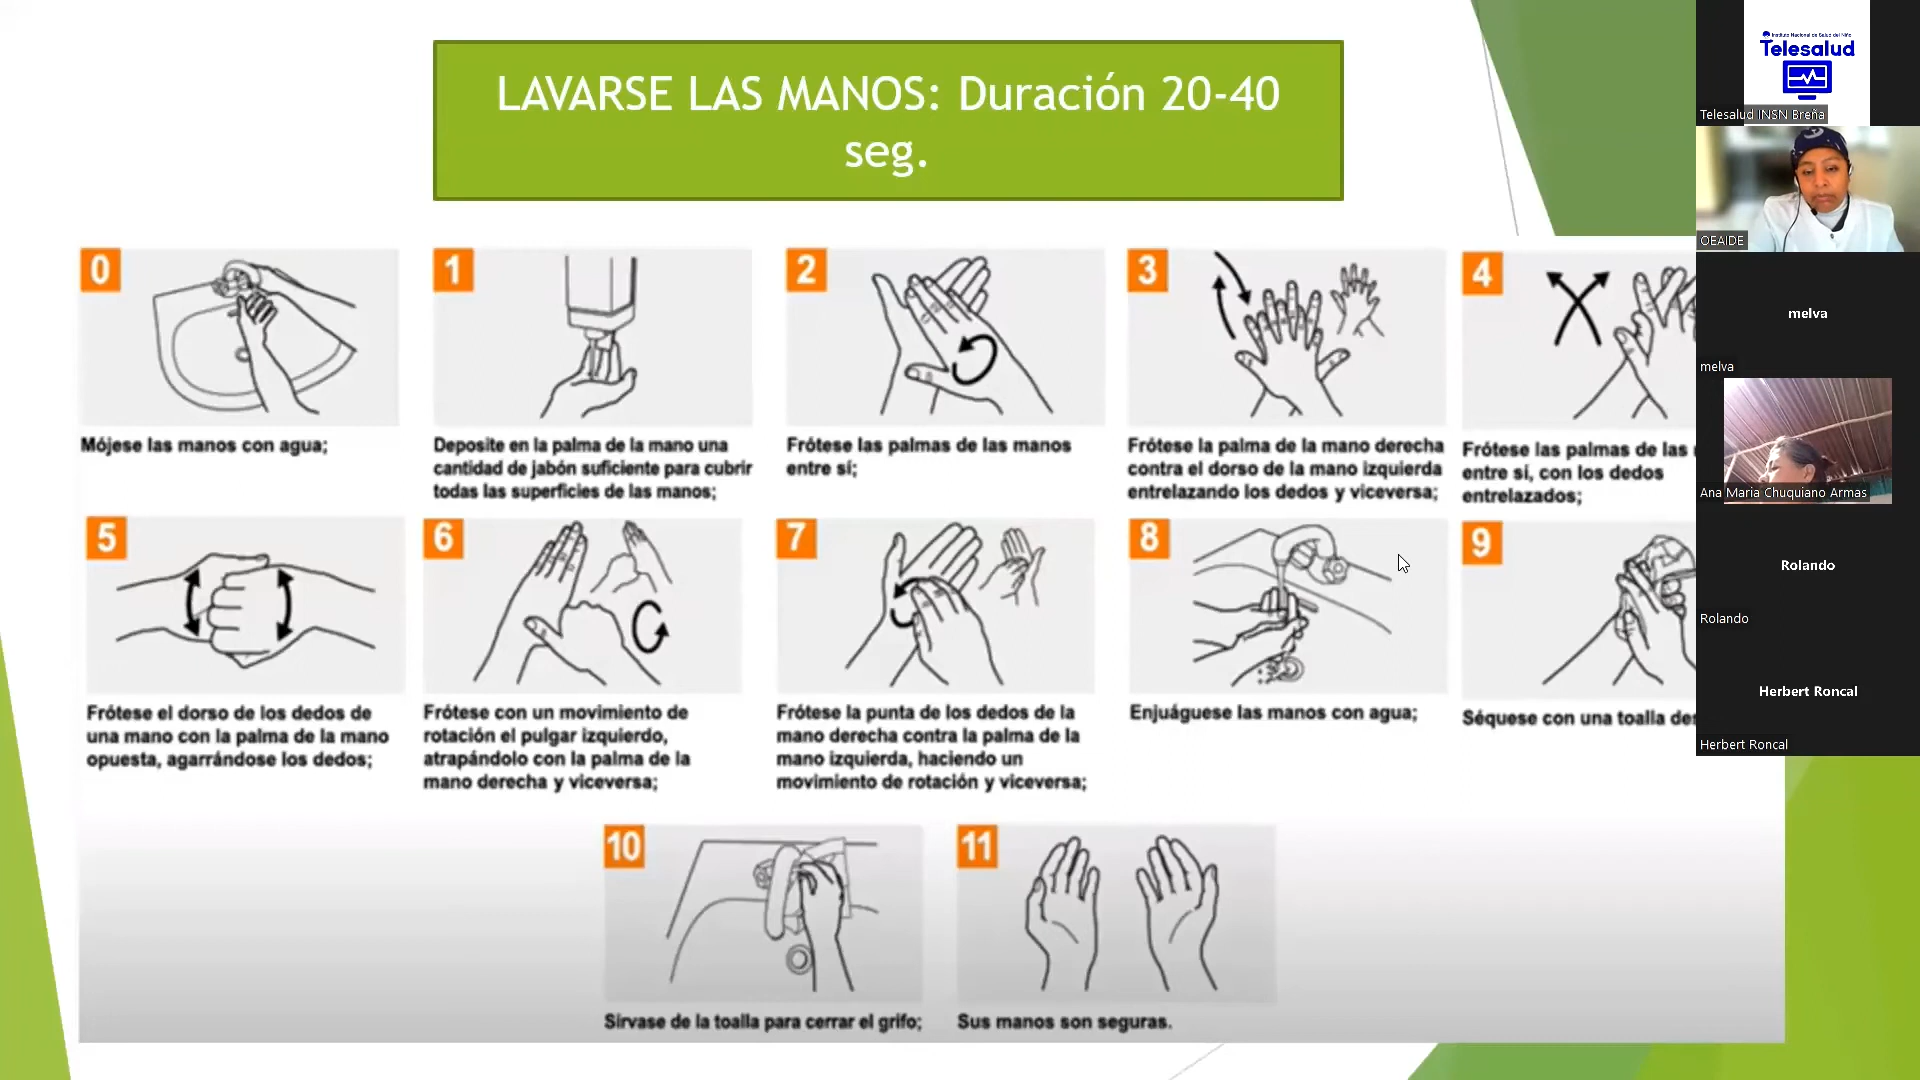 LAVARSE LAS MANOS: Duración 20-40
seg.
0
Mójese las manos con agua;
1
Deposite en la palma de la mano una
cantidad de jabón suficiente para cubrir
todas las superficies de las manos;
2
Frótese las palmas de las manos
entre sí;
3
Frótese la palma de la mano derecha
contra el dorso de la mano izquierda
entrelazando los dedos y viceversa;
4
Frótese las palmas de las
entre sí, con los dedos
entrelazados;
5
Frótese el dorso de los dedos de
una mano con la palma de la mano
opuesta, agarrándose los dedos;
6
Frótese con un movimiento de
rotación el pulgar izquierdo,
atrapándolo con la palma de la
mano derecha y viceversa;
7
Frótese la punta de los dedos de la
mano derecha contra la palma de la
mano izquierda, haciendo un
movimiento de rotación y viceversa;
8
Enjuáguese las manos con agua;
9
Séquese con una toalla
10
Sírvase de la toalla para cerrar el grifo;
11
Sus manos son seguras.
Instituto Nacional de Salud del Niño
Telesalud
Telesalud INSN Breña
OEAIDE
melva
melva
Ana Maria Chuquiano Armas
Rolando
Rolando
Herbert Roncal
Herbert Roncal